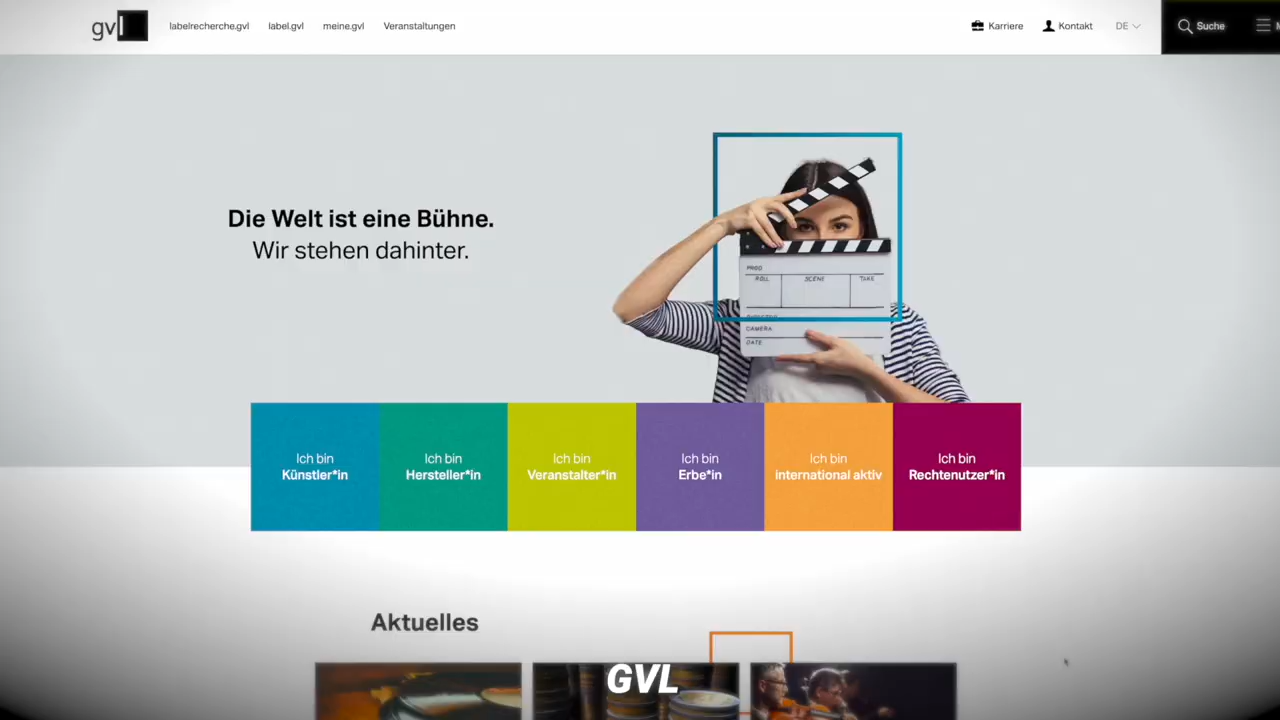 gvl
labelrecherche.gvl
label.gvl
meine.gvl
Veranstaltungen
Karriere
Kontakt
DE
Suche
Die Welt ist eine Bühne.
Wir stehen dahinter.
PROD
ROLL
SCENE
TAKE
CAMERA
DATE
Ich bin
Künstler*in
Ich bin
Hersteller*in
Ich bin
Veranstalter*in
Ich bin
Erbe*in
Ich bin
international aktiv
Ich bin
Rechtenutzer*in
Aktuelles
GVL